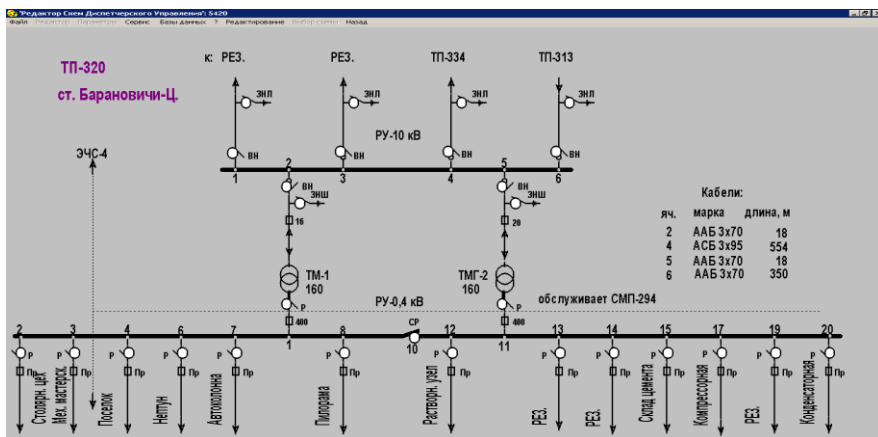 "Редактор Схем Диспетчерского Управления": 5420
Файл Редактор Параметры Сервис Базы данных ? Редактирование Выбор схемы Назад
ТП-320
ст. Барановичи-Ц.
к: РЕЗ. РЕЗ. ТП-334 ТП-313
ЗНЛ ЗНЛ ЗНЛ ЗНЛ
РУ-10 кВ
ЭЧС-4
ВН ВН ВН ВН
2 5
1 3 4 6
ВН ВН
ЗНШ ЗНШ
16 20
Кабели:
яч. марка длина, м
2 ААБ 3x70 18
4 АСБ 3x95 554
5 ААБ 3x70 18
6 ААБ 3x70 350
ТМ-1 ТМГ-2
160 160
РУ-0,4 кВ обслуживает СМП-294
Р Р
400 400
СР
2 3 4 6 7 8 12 13 14 15 17 19 20
1 10 11
Р Р Р Р Р Р Р Р Р Р Р Р Р
Пр Пр Пр Пр Пр Пр Пр Пр Пр Пр Пр Пр Пр
Столярн. цех
Мех. мастерск.
Поселок
Нептун
Автоколонна
Пилорама
Растворн. узел
РЕЗ.
РЕЗ.
Склад цемента
Компрессорная
РЕЗ.
Конденсаторная